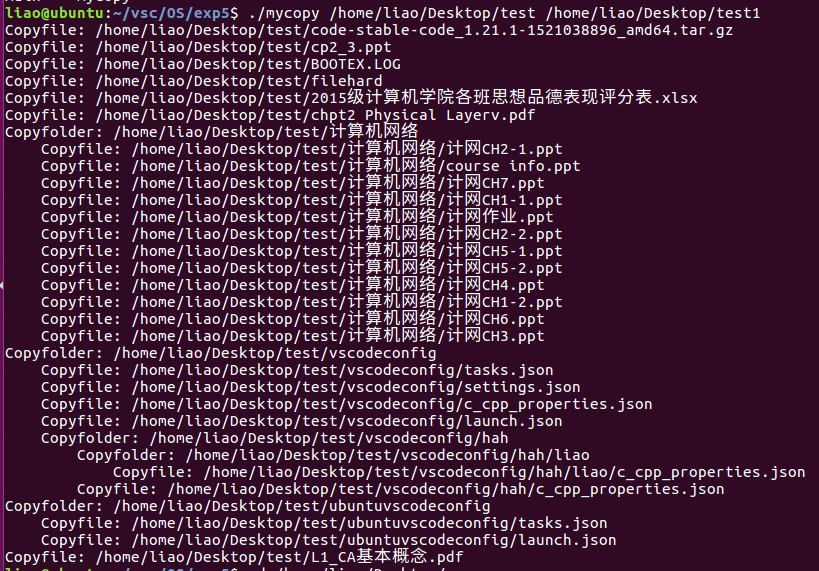 liao@ubuntu:~/vsc/OS/exp5$ ./mycopy /home/liao/Desktop/test /home/liao/Desktop/test1
Copyfile: /home/liao/Desktop/test/code-stable-code_1.21.1-1521038896_amd64.tar.gz
Copyfile: /home/liao/Desktop/test/cp2_3.ppt
Copyfile: /home/liao/Desktop/test/BOOTEX.LOG
Copyfile: /home/liao/Desktop/test/filehard
Copyfile: /home/liao/Desktop/test/2015级计算机学院各班思想品德表现评分表.xlsx
Copyfile: /home/liao/Desktop/test/chpt2 Physical Layerv.pdf
Copyfolder: /home/liao/Desktop/test/计算机网络
    Copyfile: /home/liao/Desktop/test/计算机网络/计网CH2-1.ppt
    Copyfile: /home/liao/Desktop/test/计算机网络/course info.ppt
    Copyfile: /home/liao/Desktop/test/计算机网络/计网CH7.ppt
    Copyfile: /home/liao/Desktop/test/计算机网络/计网CH1-1.ppt
    Copyfile: /home/liao/Desktop/test/计算机网络/计网作业.ppt
    Copyfile: /home/liao/Desktop/test/计算机网络/计网CH2-2.ppt
    Copyfile: /home/liao/Desktop/test/计算机网络/计网CH5-1.ppt
    Copyfile: /home/liao/Desktop/test/计算机网络/计网CH5-2.ppt
    Copyfile: /home/liao/Desktop/test/计算机网络/计网CH4.ppt
    Copyfile: /home/liao/Desktop/test/计算机网络/计网CH1-2.ppt
    Copyfile: /home/liao/Desktop/test/计算机网络/计网CH6.ppt
    Copyfile: /home/liao/Desktop/test/计算机网络/计网CH3.ppt
Copyfolder: /home/liao/Desktop/test/vscodeconfig
    Copyfile: /home/liao/Desktop/test/vscodeconfig/tasks.json
    Copyfile: /home/liao/Desktop/test/vscodeconfig/settings.json
    Copyfile: /home/liao/Desktop/test/vscodeconfig/c_cpp_properties.json
    Copyfile: /home/liao/Desktop/test/vscodeconfig/launch.json
    Copyfolder: /home/liao/Desktop/test/vscodeconfig/hah
        Copyfolder: /home/liao/Desktop/test/vscodeconfig/hah/liao
            Copyfile: /home/liao/Desktop/test/vscodeconfig/hah/liao/c_cpp_properties.json
        Copyfile: /home/liao/Desktop/test/vscodeconfig/hah/c_cpp_properties.json
Copyfolder: /home/liao/Desktop/test/ubuntuvscodeconfig
    Copyfile: /home/liao/Desktop/test/ubuntuvscodeconfig/tasks.json
    Copyfile: /home/liao/Desktop/test/ubuntuvscodeconfig/launch.json
Copyfile: /home/liao/Desktop/test/L1_CA基本概念.pdf